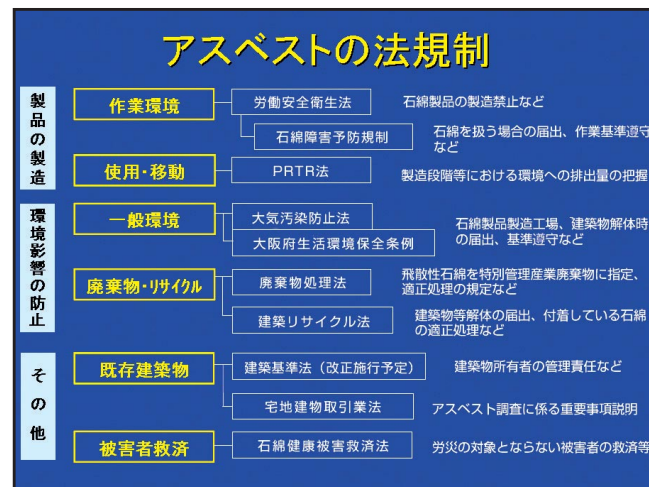 アスベストの法規制
製品の製造
作業環境
労働安全衛生法
石綿製品の製造禁止など
石綿障害予防規制
石綿を扱う場合の届出、作業基準遵守
など
使用・移動
PRTR法
製造段階等における環境への排出量の把握
環境影響の防止
一般環境
大気汚染防止法
大阪府生活環境保全条例
石綿製品製造工場、建築物解体時
の届出、基準遵守など
廃棄物・リサイクル
廃棄物処理法
飛散性石綿を特別管理産業廃棄物に指定、
適正処理の規定など
建築リサイクル法
建築物等解体の届出、付着している石綿
の適正処理など
その他
既存建築物
建築基準法（改正施行予定）
建築物所有者の管理責任など
宅地建物取引業法
アスベスト調査に係る重要事項説明
被害者救済
石綿健康被害救済法
労災の対象とならない被害者の救済等